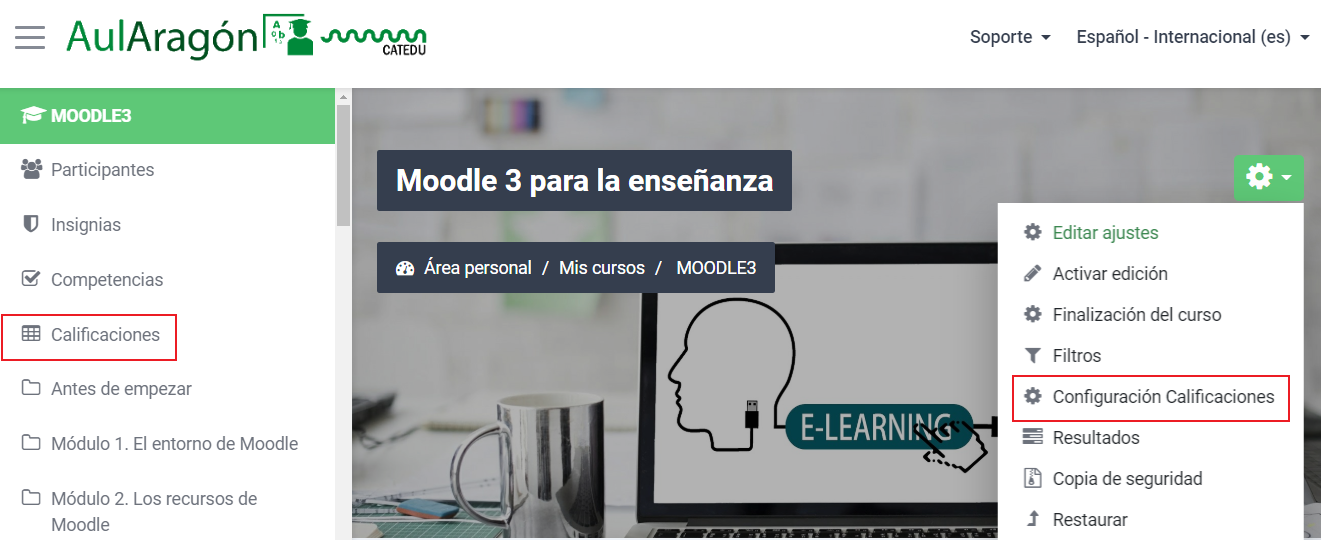 AulAragón
A
o b
CATEDU
Soporte
Español - Internacional (es)
MOODLE3
Participantes
Insignias
Competencias
Calificaciones
Antes de empezar
Módulo 1. El entorno de Moodle
Módulo 2. Los recursos de
Moodle
Moodle 3 para la enseñanza
Área personal / Mis cursos / MOODLE3
E-LEARNING
Editar ajustes
Activar edición
Finalización del curso
Filtros
Configuración Calificaciones
Resultados
Copia de seguridad
Restaurar